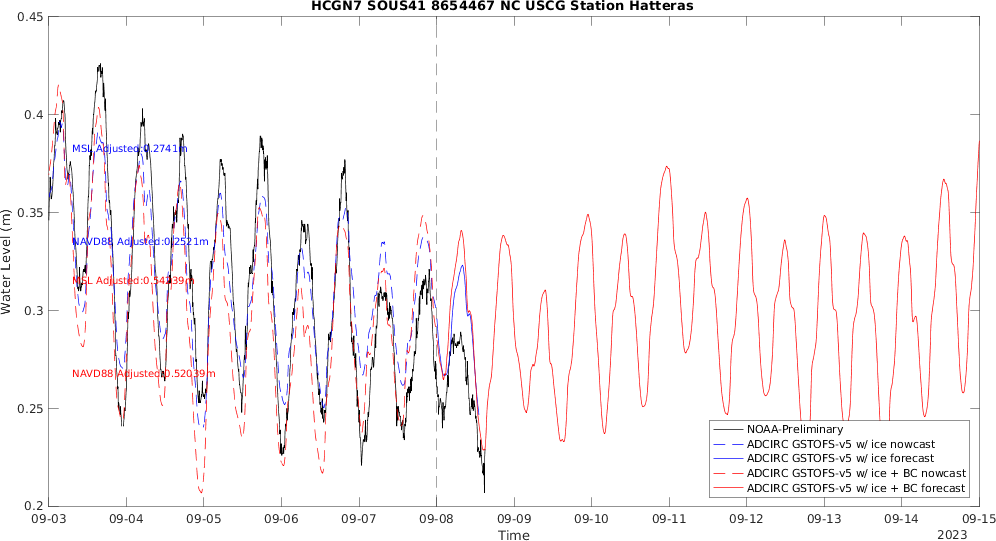 HCGN7 SOUS41 8654467 NC USCG Station Hatteras
0.45
0.4
0.35
0.3
0.25
0.2
Water Level (m)
MSL Adjusted:0.2741m
NAVD88 Adjusted:0.2521m
MSL Adjusted:0.54239m
NAVD88 Adjusted:0.52039m
NOAA-Preliminary
ADCIRC GSTOFS-v5 w/ ice nowcast
ADCIRC GSTOFS-v5 w/ ice forecast
ADCIRC GSTOFS-v5 w/ ice + BC nowcast
ADCIRC GSTOFS-v5 w/ ice + BC forecast
09-03 09-04 09-05 09-06 09-07 09-08 09-09 09-10 09-11 09-12 09-13 09-14 09-15
Time
2023